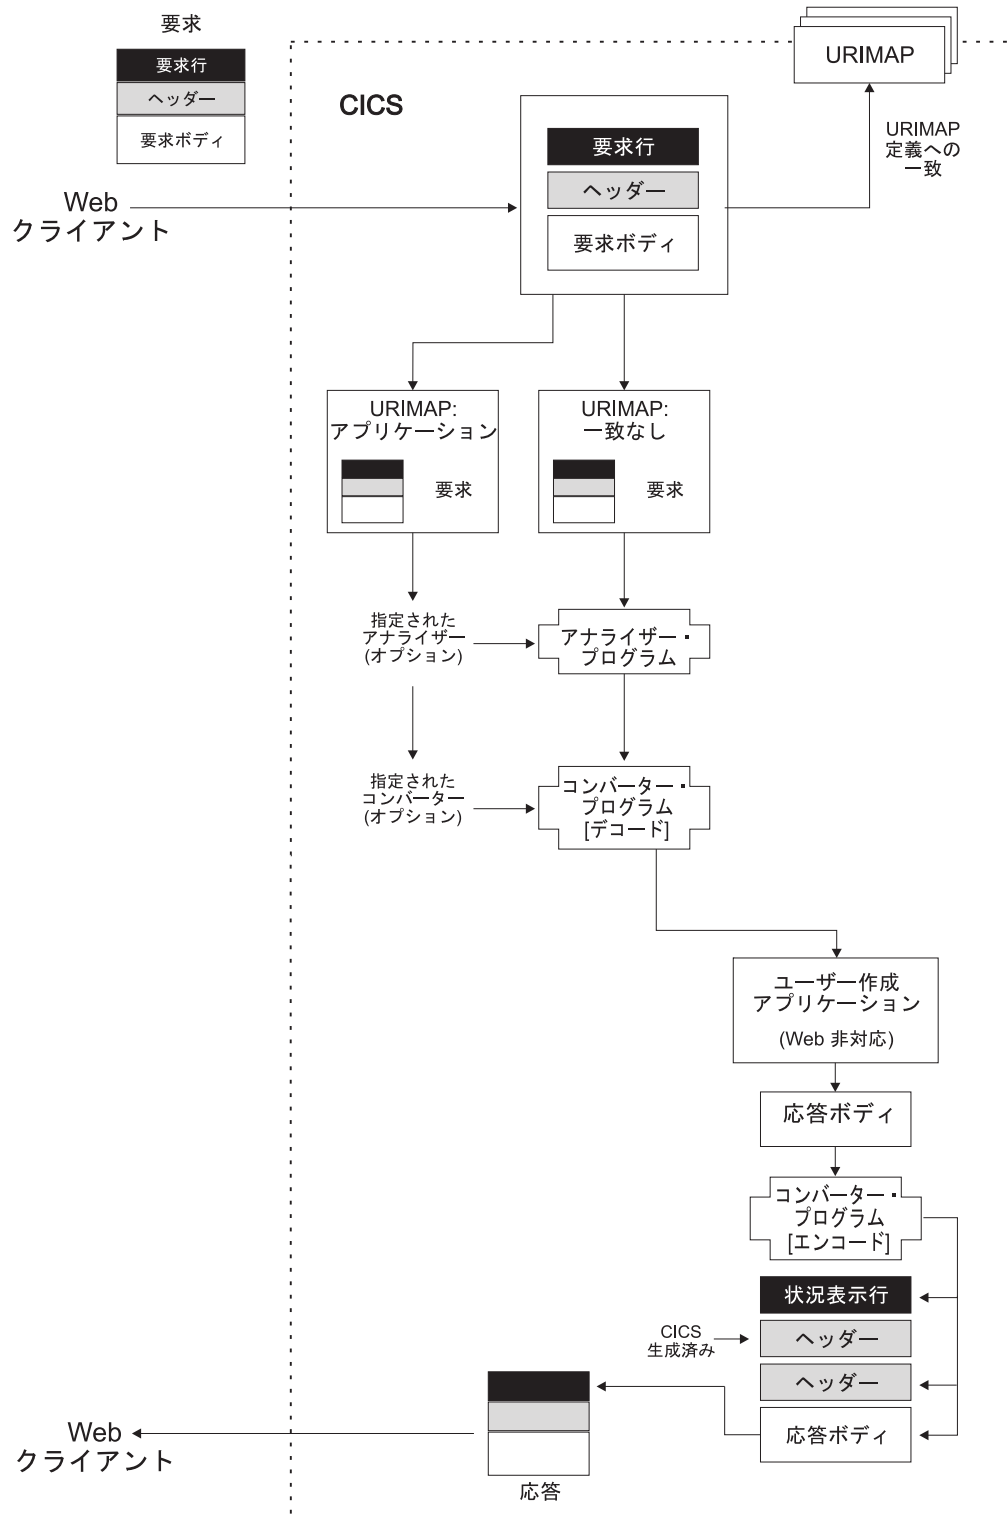 要求
要求行
ヘッダー
要求ボディ
URIMAP
CICS
要求行
ヘッダー
要求ボディ
URIMAP
定義への
一致
Web
クライアント
URIMAP:
アプリケーション
要求
URIMAP:
一致なし
要求
指定された
アナライザー
(オプション)
アナライザー・
プログラム
指定された
コンバーター
(オプション)
コンバーター・
プログラム
[デコード]
ユーザー作成
アプリケーション
(Web 非対応)
応答ボディ
コンバーター・
プログラム
[エンコード]
状況表示行
CICS
生成済み
ヘッダー
ヘッダー
応答ボディ
Web
クライアント
応答